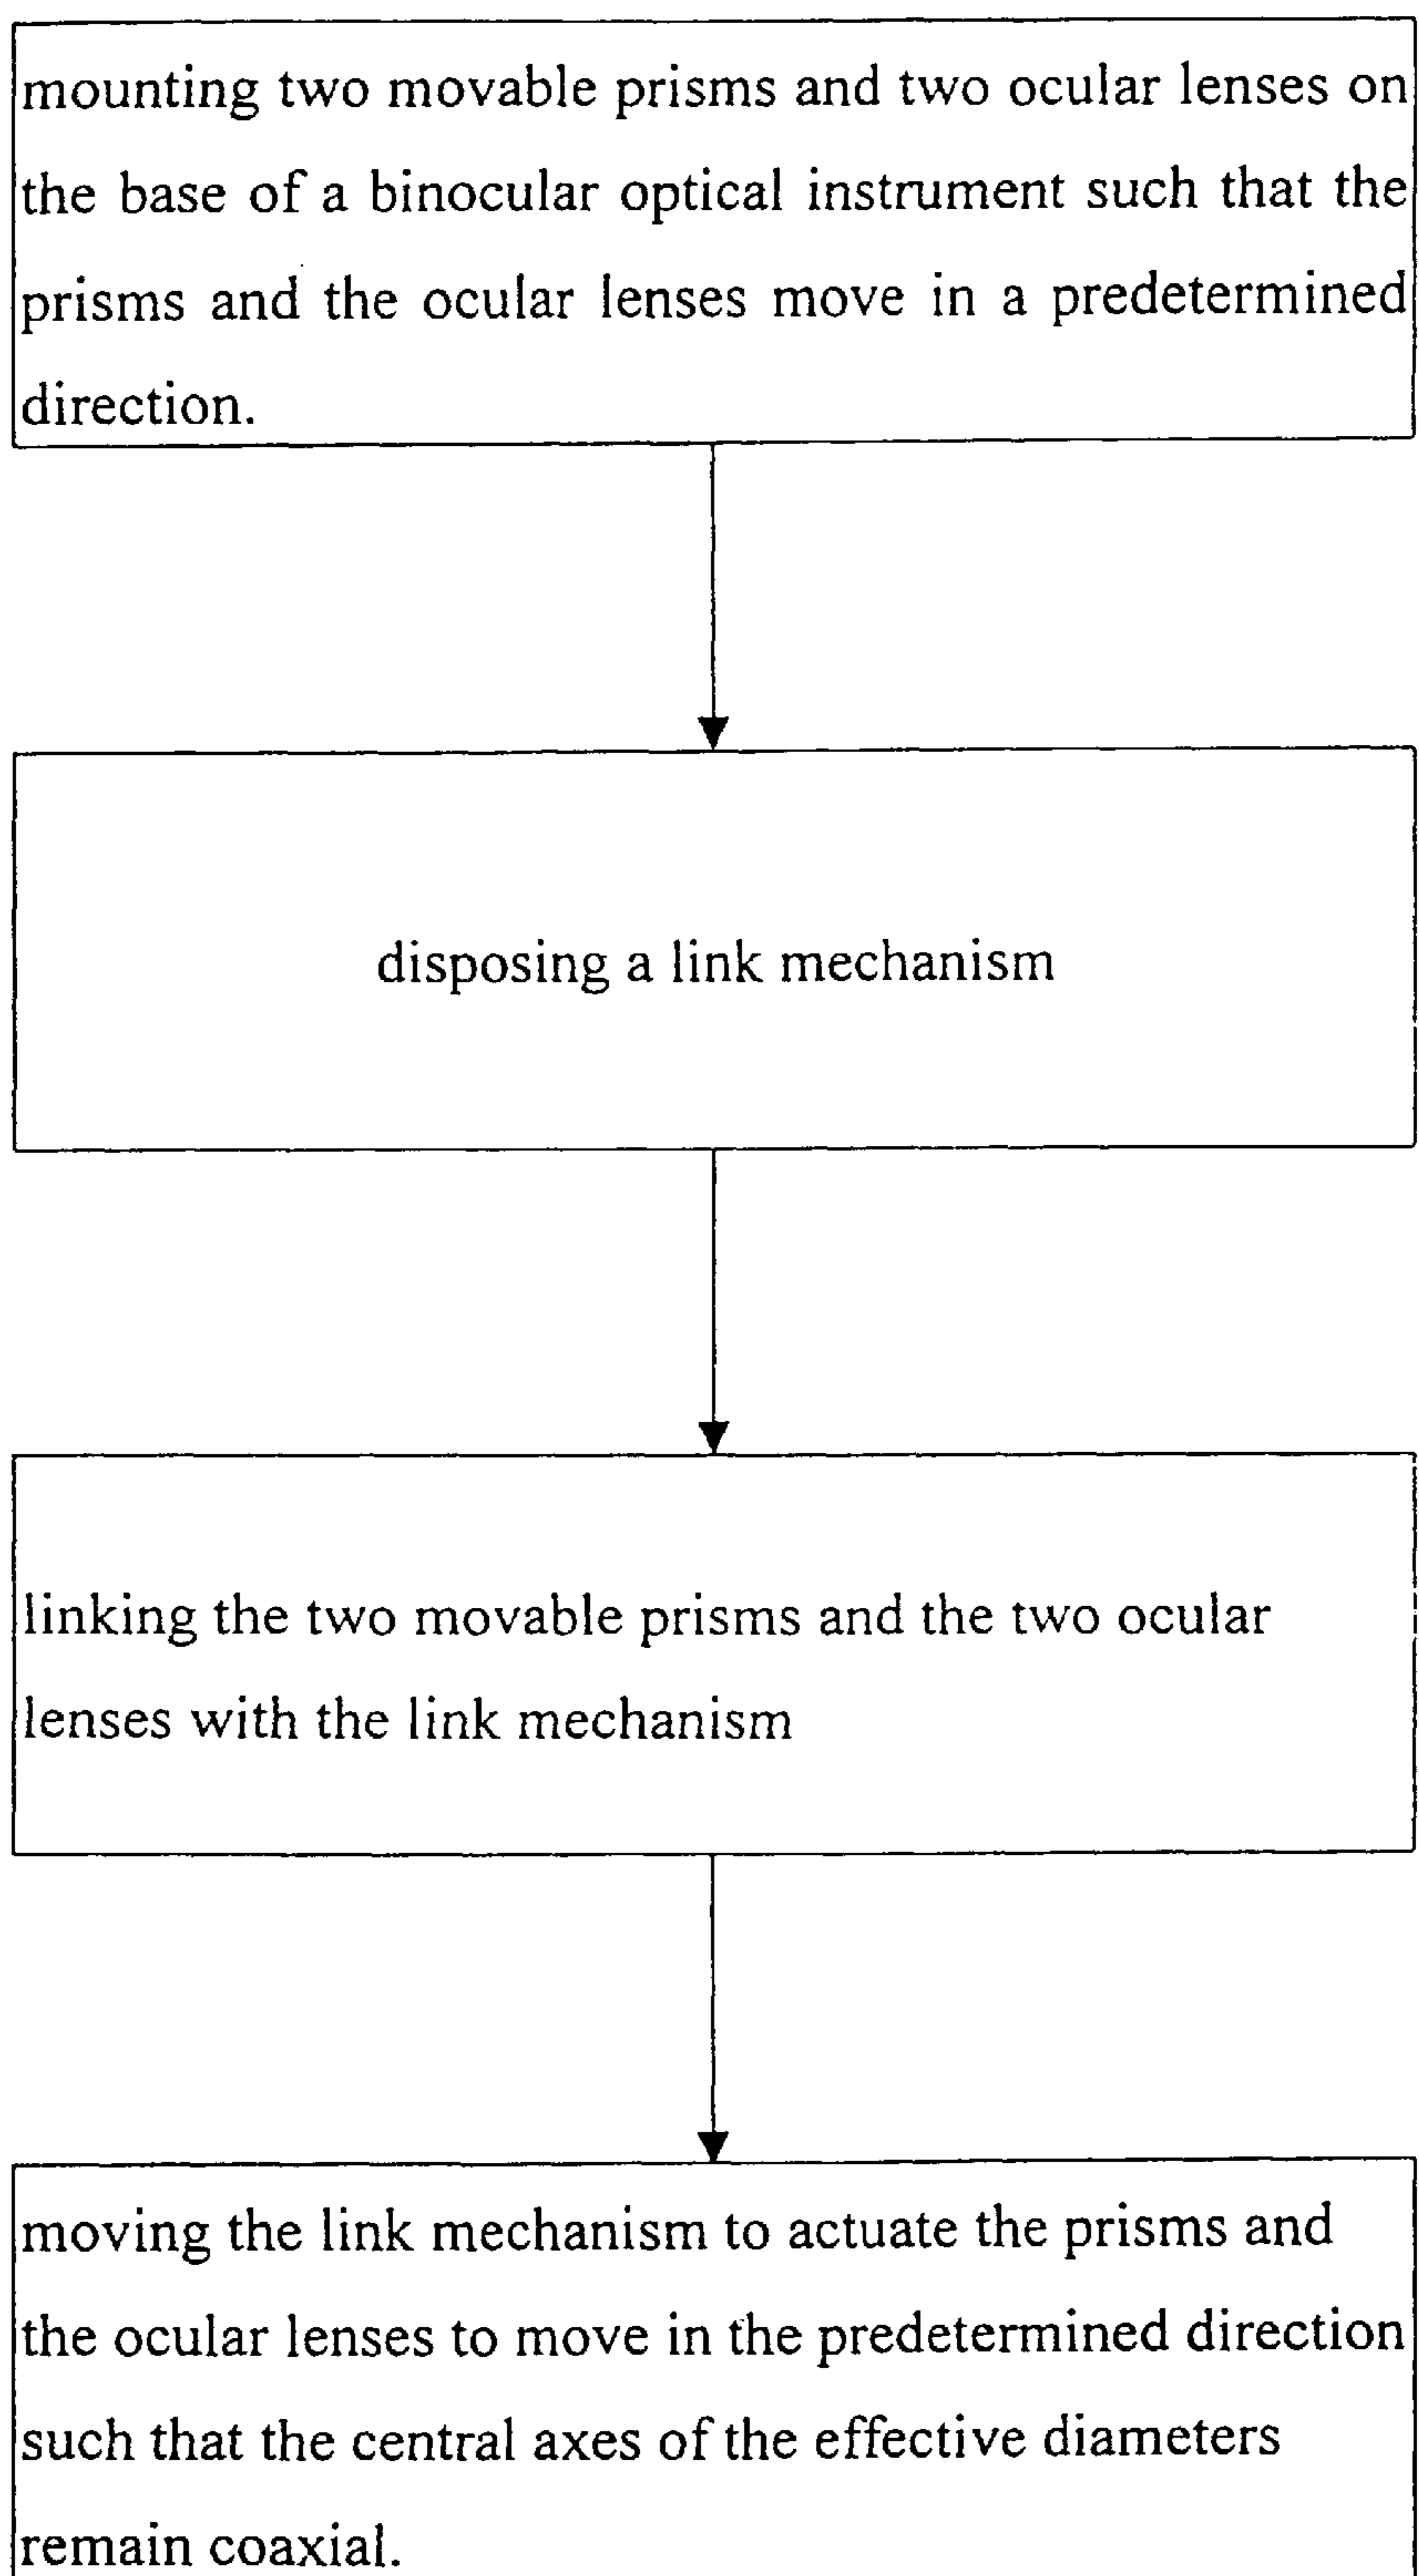 mounting two movable prisms and two ocular lenses on
the base of a binocular optical instrument such that the
prisms and the ocular lenses move in a predetermined
direction.
disposing a link mechanism
linking the two movable prisms and the two ocular
lenses with the link mechanism
moving the link mechanism to actuate the prisms and
the ocular lenses to move in the predetermined direction
such that the central axes of the effective diameters
remain coaxial.